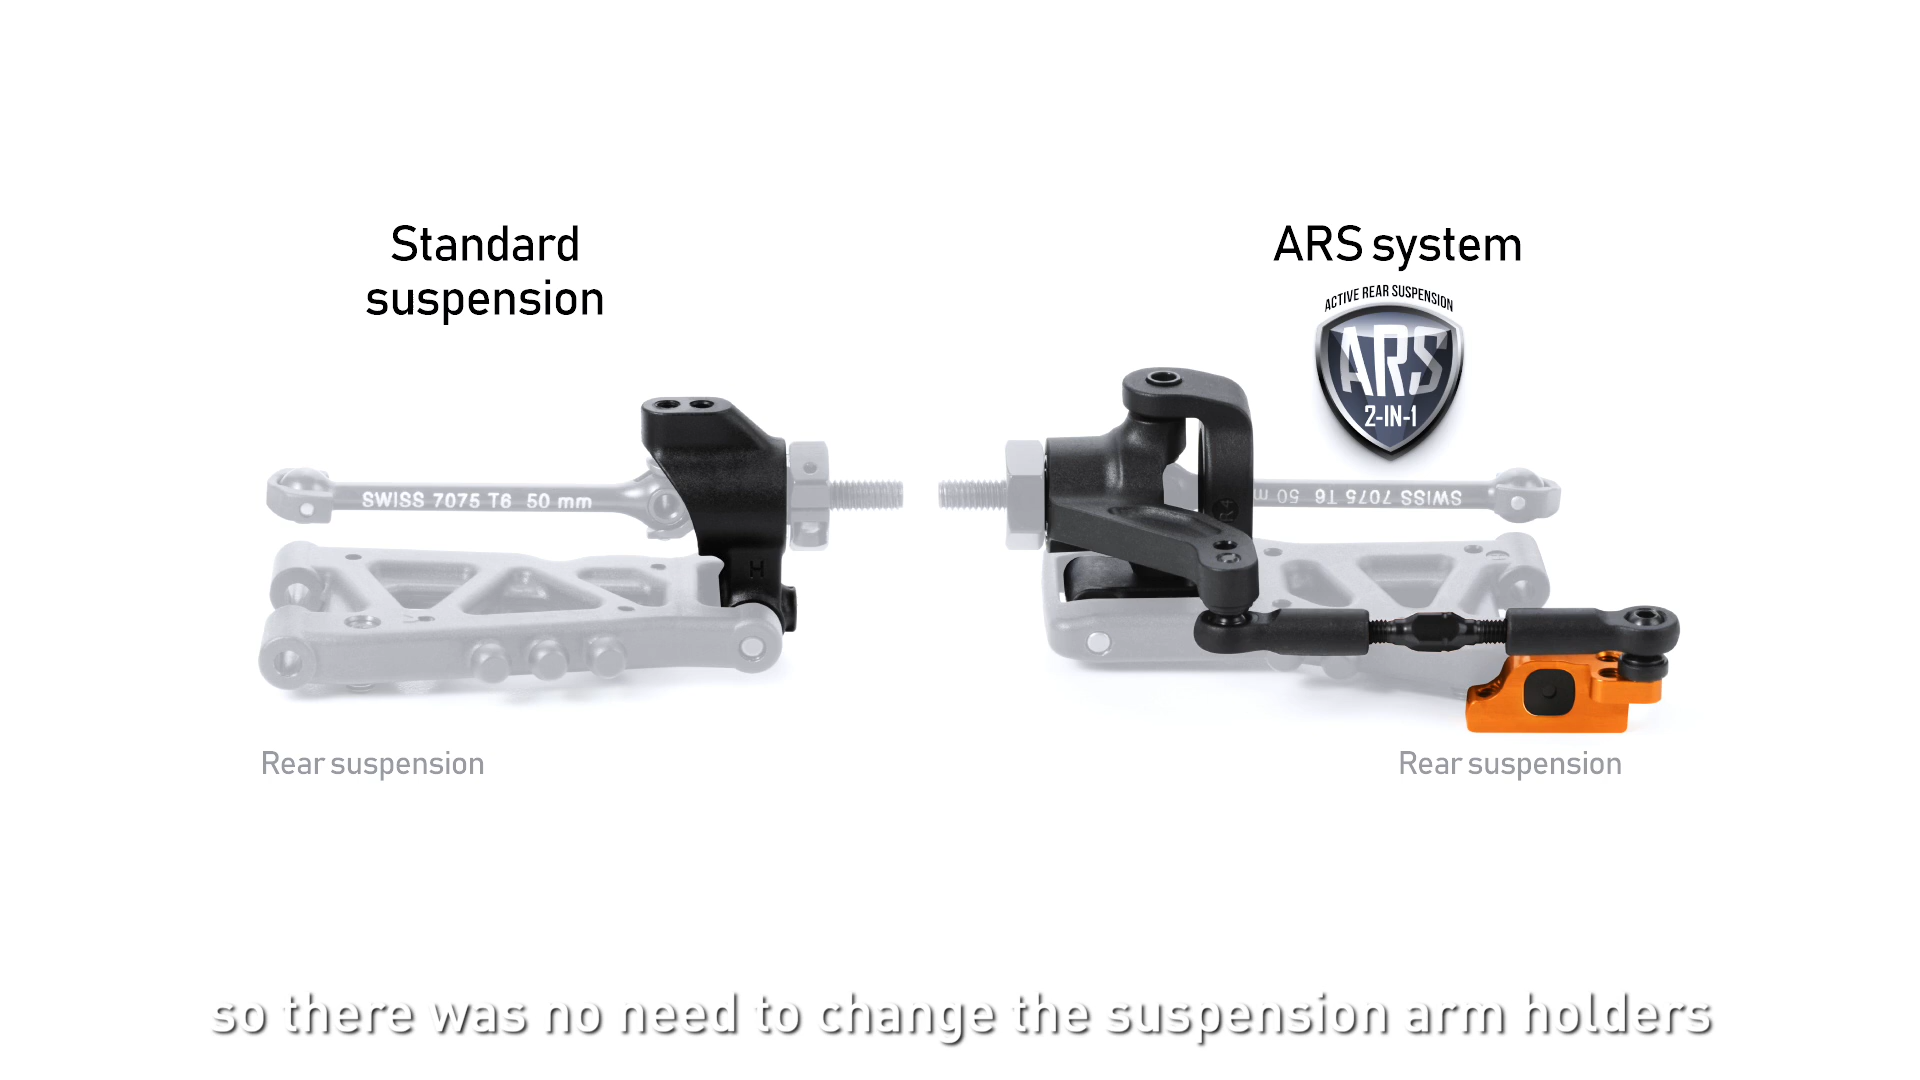 Standard
suspension
ARS system
ACTIVE REAR SUSPENSION
ARS
2-IN-1
SWISS 7075 T6 50 mm
SWISS 7075 T6 50 m
H
Rear suspension
Rear suspension
so there was no need to change the suspension arm holders